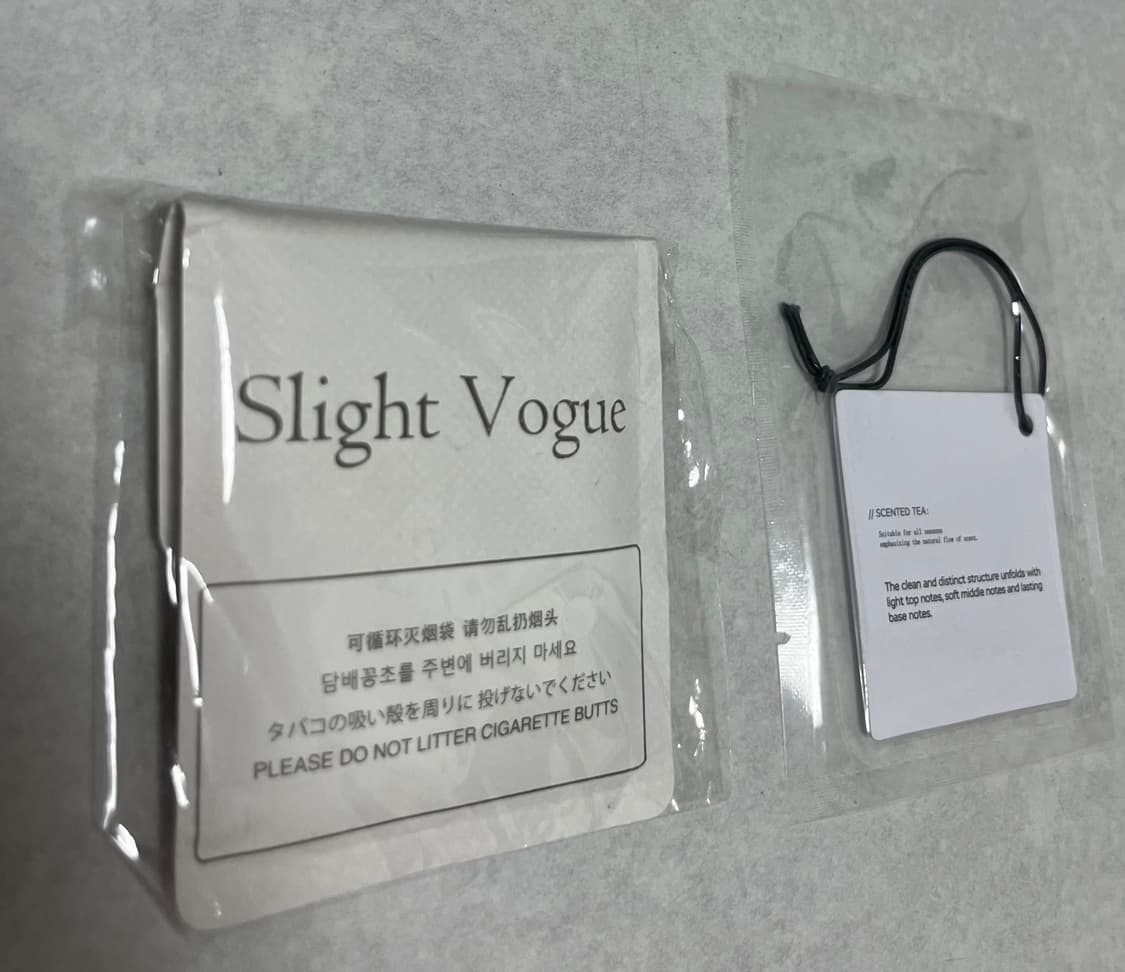 Slight Vogue
可循环灭烟袋 请勿乱扔烟头
담배꽁초를 주변에 버리지 마세요
タバコの吸い殻を周りに 投げないでください
PLEASE DO NOT LITTER CIGARETTE BUTTS
// SCENTED TEA:
Suitable for all seasons
emphasizing the natural flow of scent.
The clean and distinct structure unfolds with
light top notes, soft middle notes and lasting
base notes.